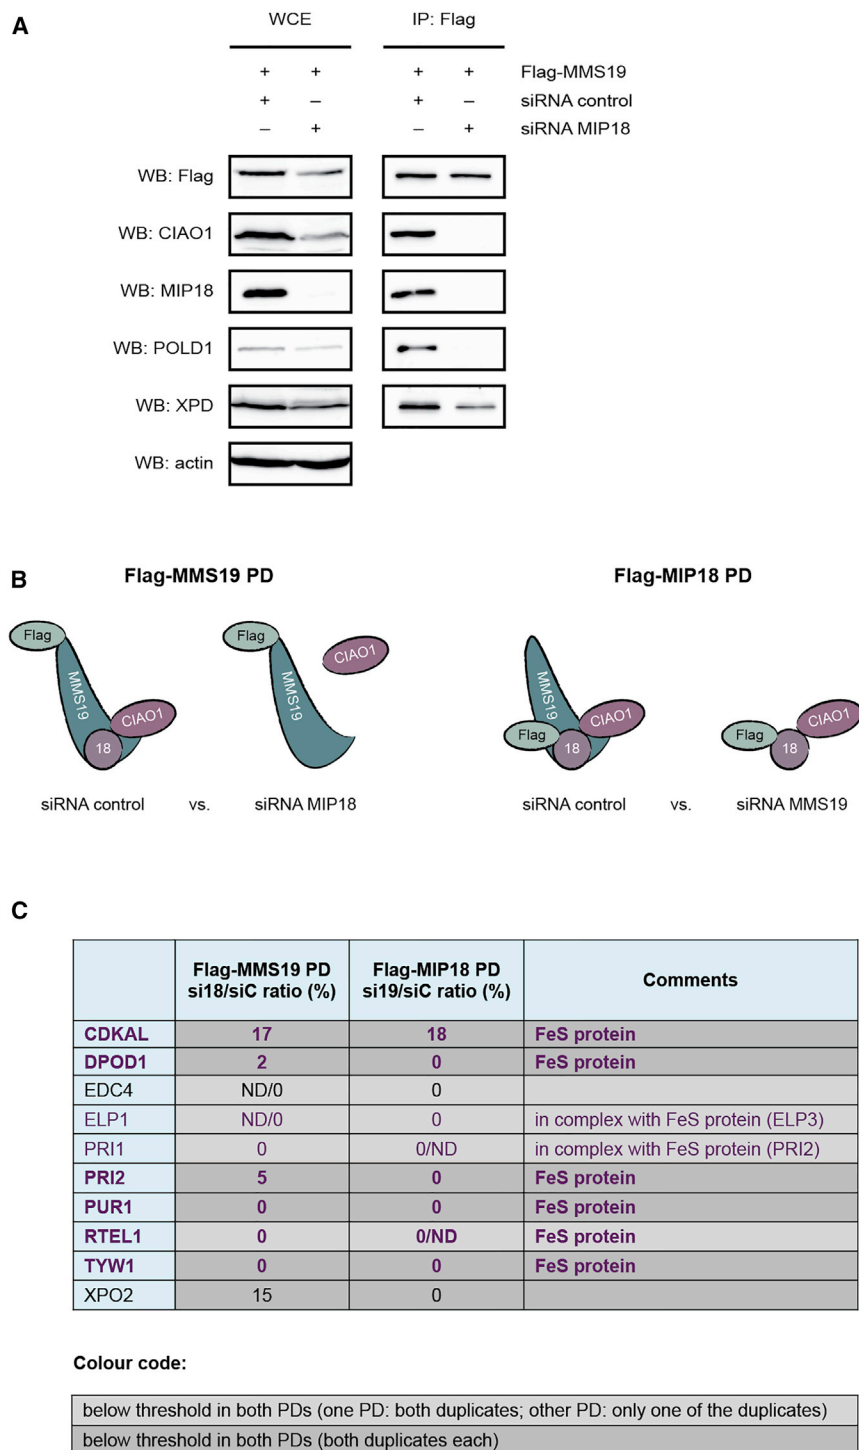 A
WCE IP: Flag
+ + + + Flag-MMS19
+ – + – siRNA control
– + – + siRNA MIP18
WB: Flag
WB: CIAO1
WB: MIP18
WB: POLD1
WB: XPD
WB: actin
B
Flag-MMS19 PD Flag-MIP18 PD
Flag MMS19 18 CIAO1 Flag MMS19 CIAO1 MMS19 Flag 18 CIAO1 Flag 18 CIAO1
siRNA control vs. siRNA MIP18 siRNA control vs. siRNA MMS19
C
Flag-MMS19 PD Flag-MIP18 PD Comments
si18/siC ratio (%) si19/siC ratio (%)
CDKAL 17 18 FeS protein
DPOD1 2 0 FeS protein
EDC4 ND/0 0
ELP1 ND/0 0 in complex with FeS protein (ELP3)
PRI1 0 0/ND in complex with FeS protein (PRI2)
PRI2 5 0 FeS protein
PUR1 0 0 FeS protein
RTEL1 0 0/ND FeS protein
TYW1 0 0 FeS protein
XPO2 15 0
Colour code:
below threshold in both PDs (one PD: both duplicates; other PD: only one of the duplicates)
below threshold in both PDs (both duplicates each)